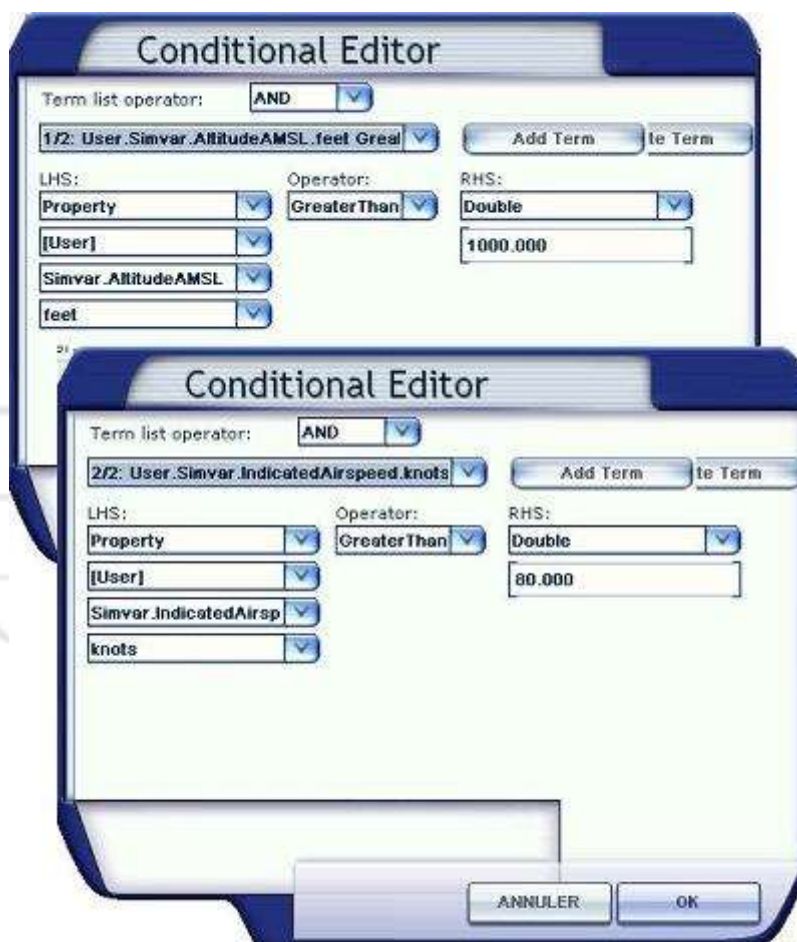 Conditional Editor
Term list operator: AND
1/2: User.Simvar.AltitudeAMSL.feet Great Add Term te Term
LHS: Operator: RHS:
Property GreaterThan Double
[User] 1000.000
Simvar.AltitudeAMSL
feet
Conditional Editor
Term list operator: AND
2/2: User.Simvar.IndicatedAirspeed.knots Add Term te Term
LHS: Operator: RHS:
Property GreaterThan Double
[User] 80.000
Simvar.IndicatedAirsp
knots
ANNULER OK